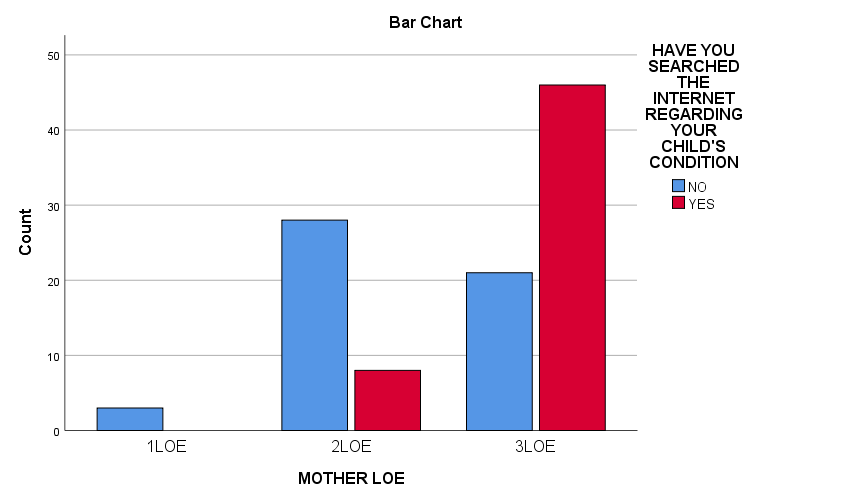 Bar Chart
50
40
30
20
10
0
Count
1LOE
2LOE
3LOE
MOTHER LOE
HAVE YOU
SEARCHED
THE
INTERNET
REGARDING
YOUR
CHILD'S
CONDITION
NO
YES